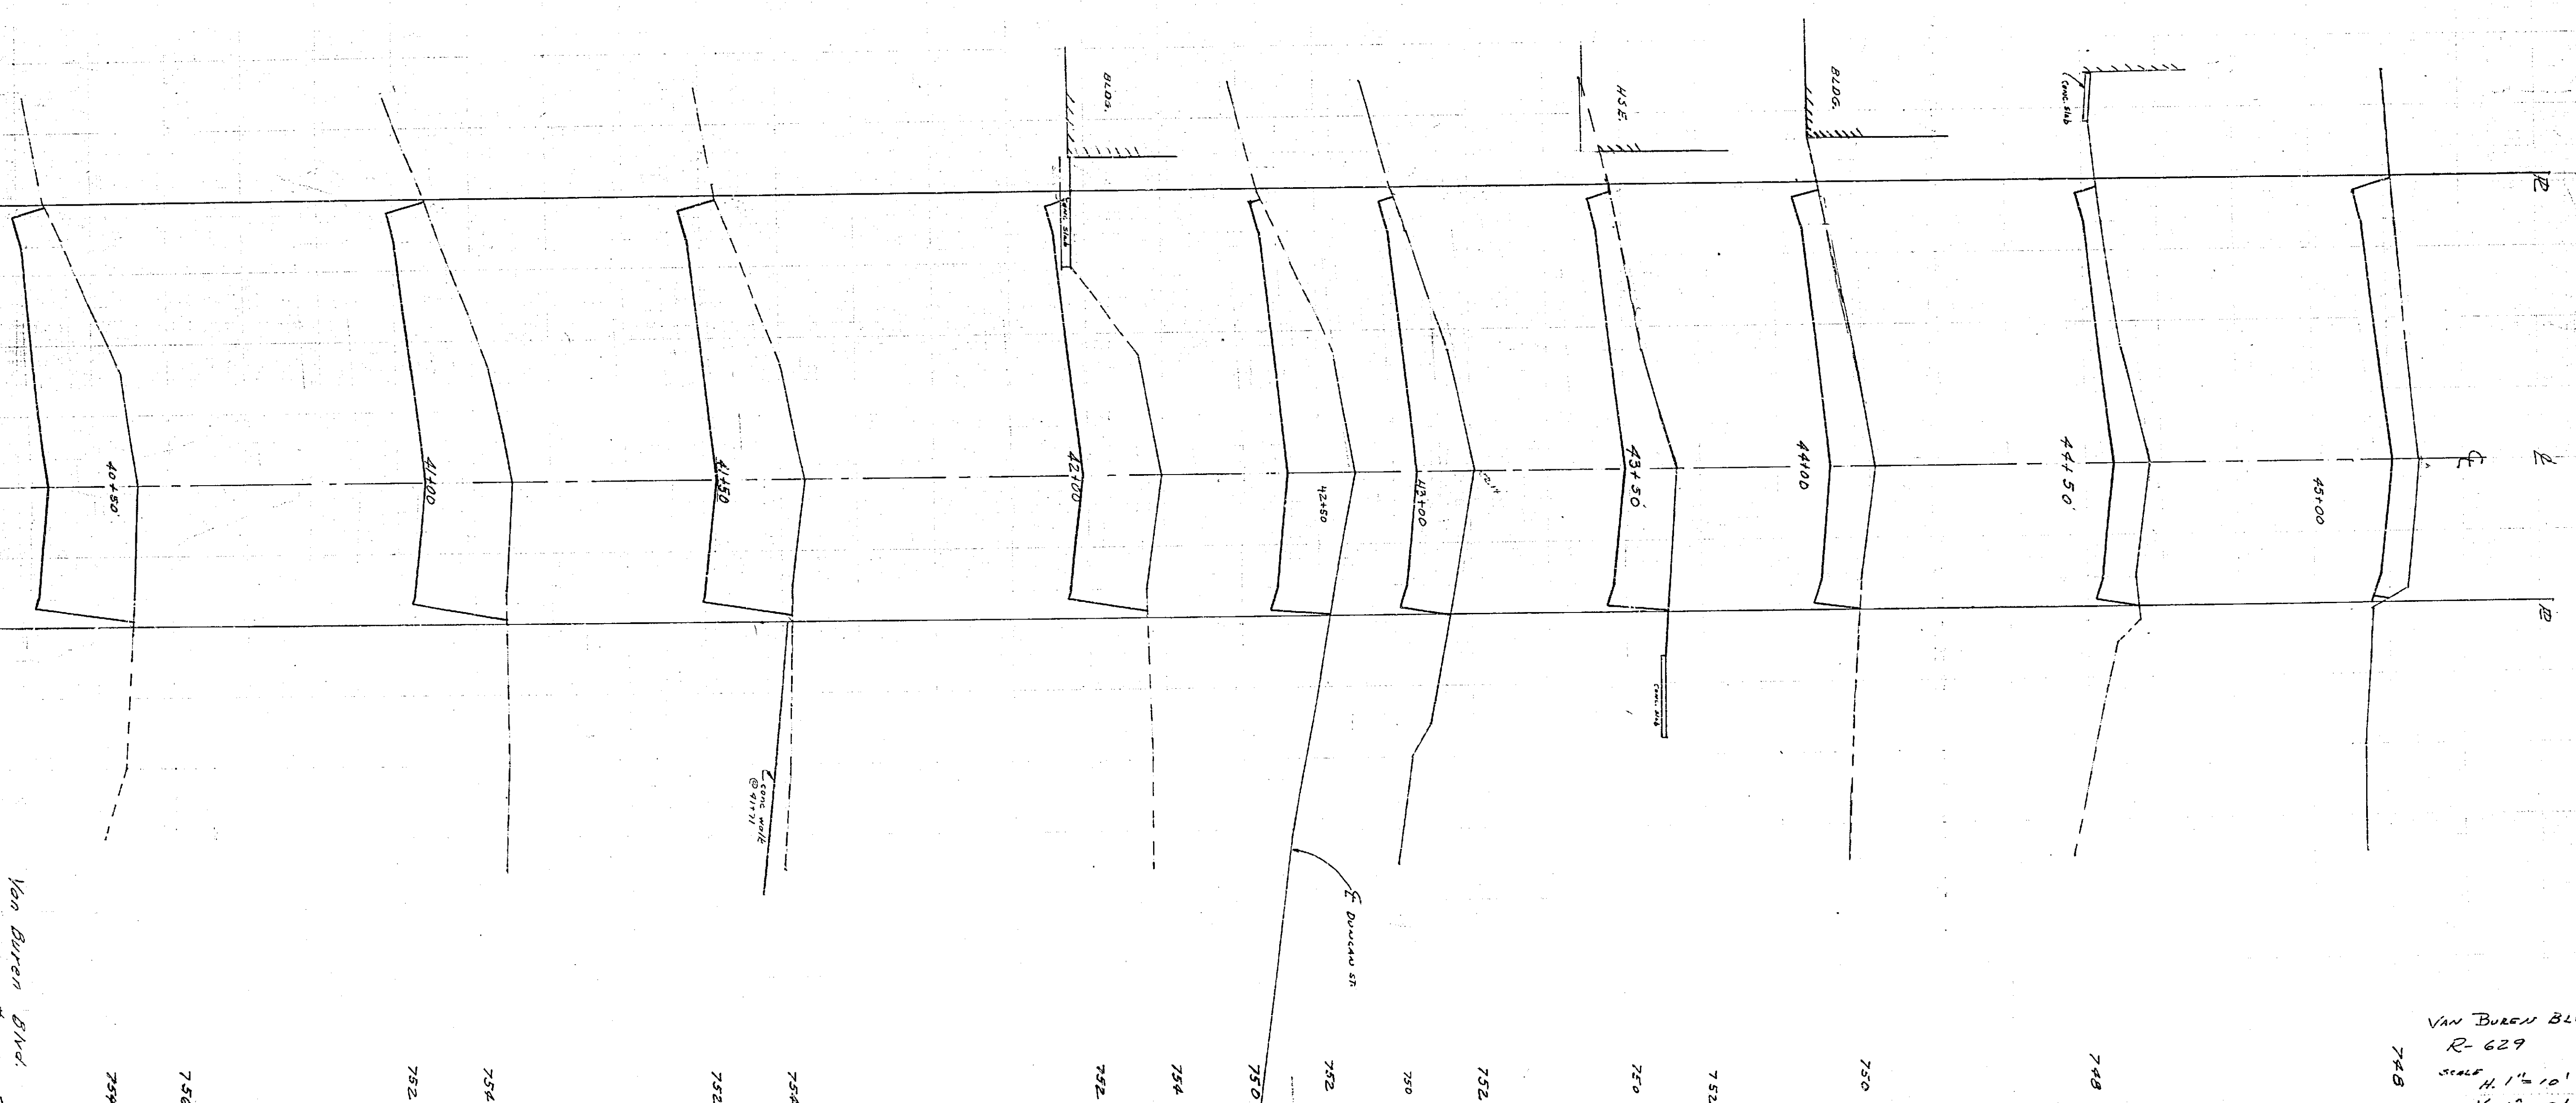 BLDG.
H.S.E.
BLDG.
Conc. Slab
Conc. Slab
40+50
41+00
41+50
42+00
42+50
43+00
43+50
44+00
44+50
45+00
Conc. Slab
℄ conc walk
@ 41+71
℄ DUNCAN ST.
Van Buren Blvd.
754
756
752
754
752
754
752
754
750
752
750
752
750
752
750
748
748
VAN BUREN BL
R-629
SCALE
H. 1"=10'